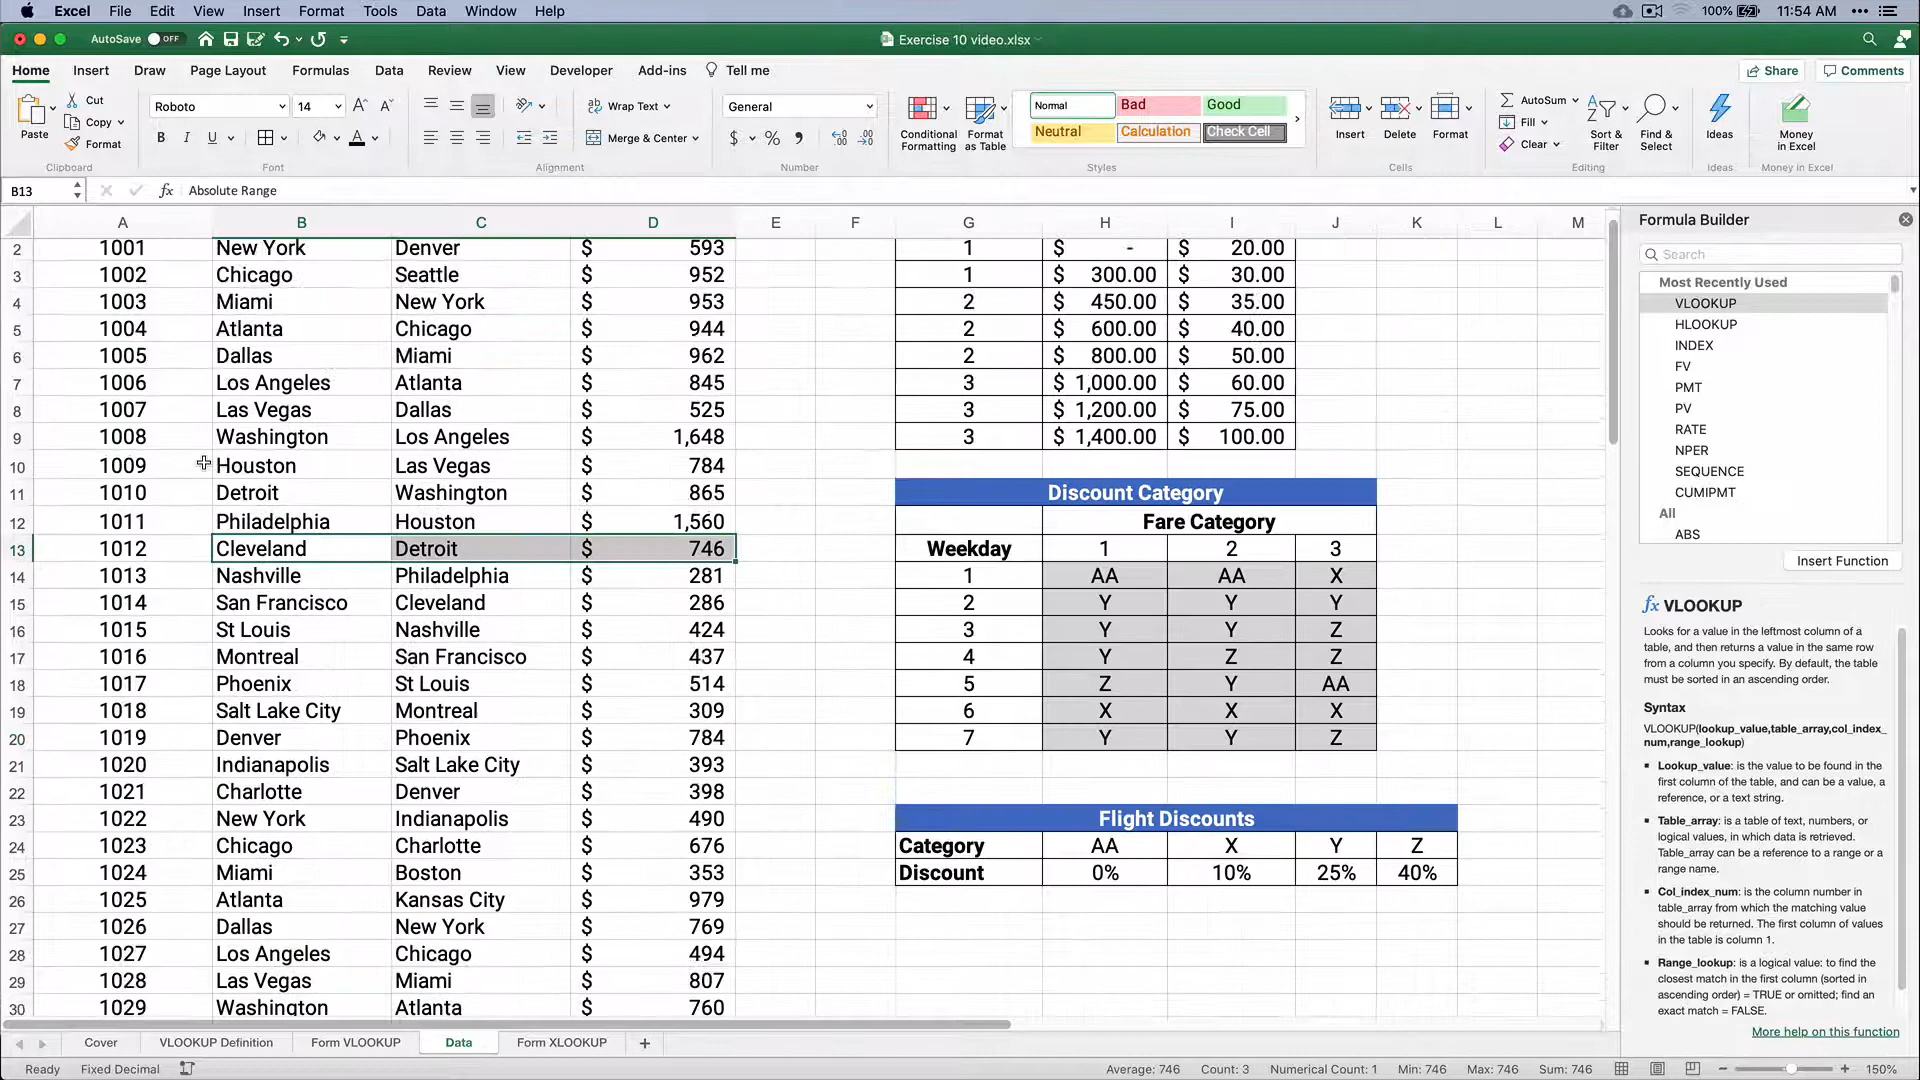 Excel File Edit View Insert Format Tools Data Window Help 100% 11:54 AM
AutoSave OFF Exercise 10 video.xlsx
Home Insert Draw Page Layout Formulas Data Review View Developer Add-ins Tell me Share Comments
Paste Cut Copy Format Roboto 14 A A B I U A Wrap Text Merge & Center General $ % Conditional Formatting Format as Table Normal Bad Good Neutral Calculation Check Cell Insert Delete Format AutoSum Fill Clear Sort & Filter Find & Select Ideas Money in Excel
Clipboard Font Alignment Number Styles Cells Editing Ideas Money in Excel
B13 fx Absolute Range
A B C D E F G H I J K L M
2 1001 New York Denver $ 593 1 $ - $ 20.00
3 1002 Chicago Seattle $ 952 1 $ 300.00 $ 30.00
4 1003 Miami New York $ 953 2 $ 450.00 $ 35.00
5 1004 Atlanta Chicago $ 944 2 $ 600.00 $ 40.00
6 1005 Dallas Miami $ 962 2 $ 800.00 $ 50.00
7 1006 Los Angeles Atlanta $ 845 3 $ 1,000.00 $ 60.00
8 1007 Las Vegas Dallas $ 525 3 $ 1,200.00 $ 75.00
9 1008 Washington Los Angeles $ 1,648 3 $ 1,400.00 $ 100.00
10 1009 Houston Las Vegas $ 784
11 1010 Detroit Washington $ 865 Discount Category
12 1011 Philadelphia Houston $ 1,560 Fare Category
13 1012 Cleveland Detroit $ 746 Weekday 1 2 3
14 1013 Nashville Philadelphia $ 281 1 AA AA X
15 1014 San Francisco Cleveland $ 286 2 Y Y Y
16 1015 St Louis Nashville $ 424 3 Y Y Z
17 1016 Montreal San Francisco $ 437 4 Y Z Z
18 1017 Phoenix St Louis $ 514 5 Z Y AA
19 1018 Salt Lake City Montreal $ 309 6 X X X
20 1019 Denver Phoenix $ 784 7 Y Y Z
21 1020 Indianapolis Salt Lake City $ 393
22 1021 Charlotte Denver $ 398
23 1022 New York Indianapolis $ 490 Flight Discounts
24 1023 Chicago Charlotte $ 676 Category AA X Y Z
25 1024 Miami Boston $ 353 Discount 0% 10% 25% 40%
26 1025 Atlanta Kansas City $ 979
27 1026 Dallas New York $ 769
28 1027 Los Angeles Chicago $ 494
29 1028 Las Vegas Miami $ 807
30 1029 Washington Atlanta $ 760
Formula Builder
Search
Most Recently Used
VLOOKUP
HLOOKUP
INDEX
FV
PMT
PV
RATE
NPER
SEQUENCE
CUMIPMT
All
ABS
Insert Function
fx VLOOKUP
Looks for a value in the leftmost column of a
table, and then returns a value in the same row
from a column you specify. By default, the table
must be sorted in an ascending order.
Syntax
VLOOKUP(lookup_value,table_array,col_index_
num,range_lookup)
Lookup_value: is the value to be found in the
first column of the table, and can be a value, a
reference, or a text string.
Table_array: is a table of text, numbers, or
logical values, in which data is retrieved.
Table_array can be a reference to a range or a
range name.
Col_index_num: is the column number in
table_array from which the matching value
should be returned. The first column of values
in the table is column 1.
Range_lookup: is a logical value: to find the
closest match in the first column (sorted in
ascending order) = TRUE or omitted; find an
exact match = FALSE.
More help on this function
Cover VLOOKUP Definition Form VLOOKUP Data Form XLOOKUP +
Ready Fixed Decimal Average: 746 Count: 3 Numerical Count: 1 Min: 746 Max: 746 Sum: 746 150%